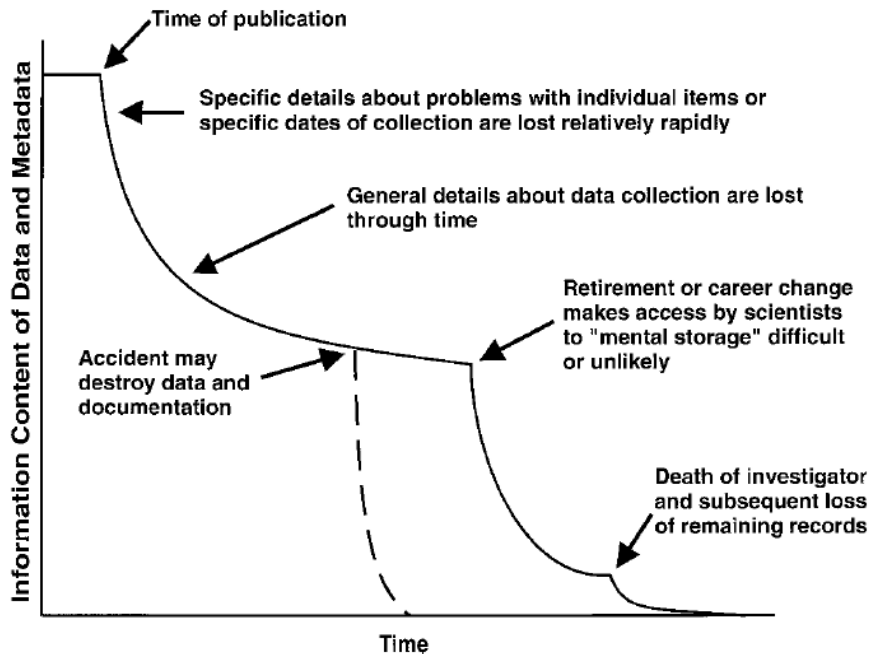 Time of publication
Specific details about problems with individual items or
specific dates of collection are lost relatively rapidly
General details about data collection are lost
through time
Retirement or career change
makes access by scientists
to "mental storage" difficult
or unlikely
Accident may
destroy data and
documentation
Death of investigator
and subsequent loss
of remaining records
Information Content of Data and Metadata
Time